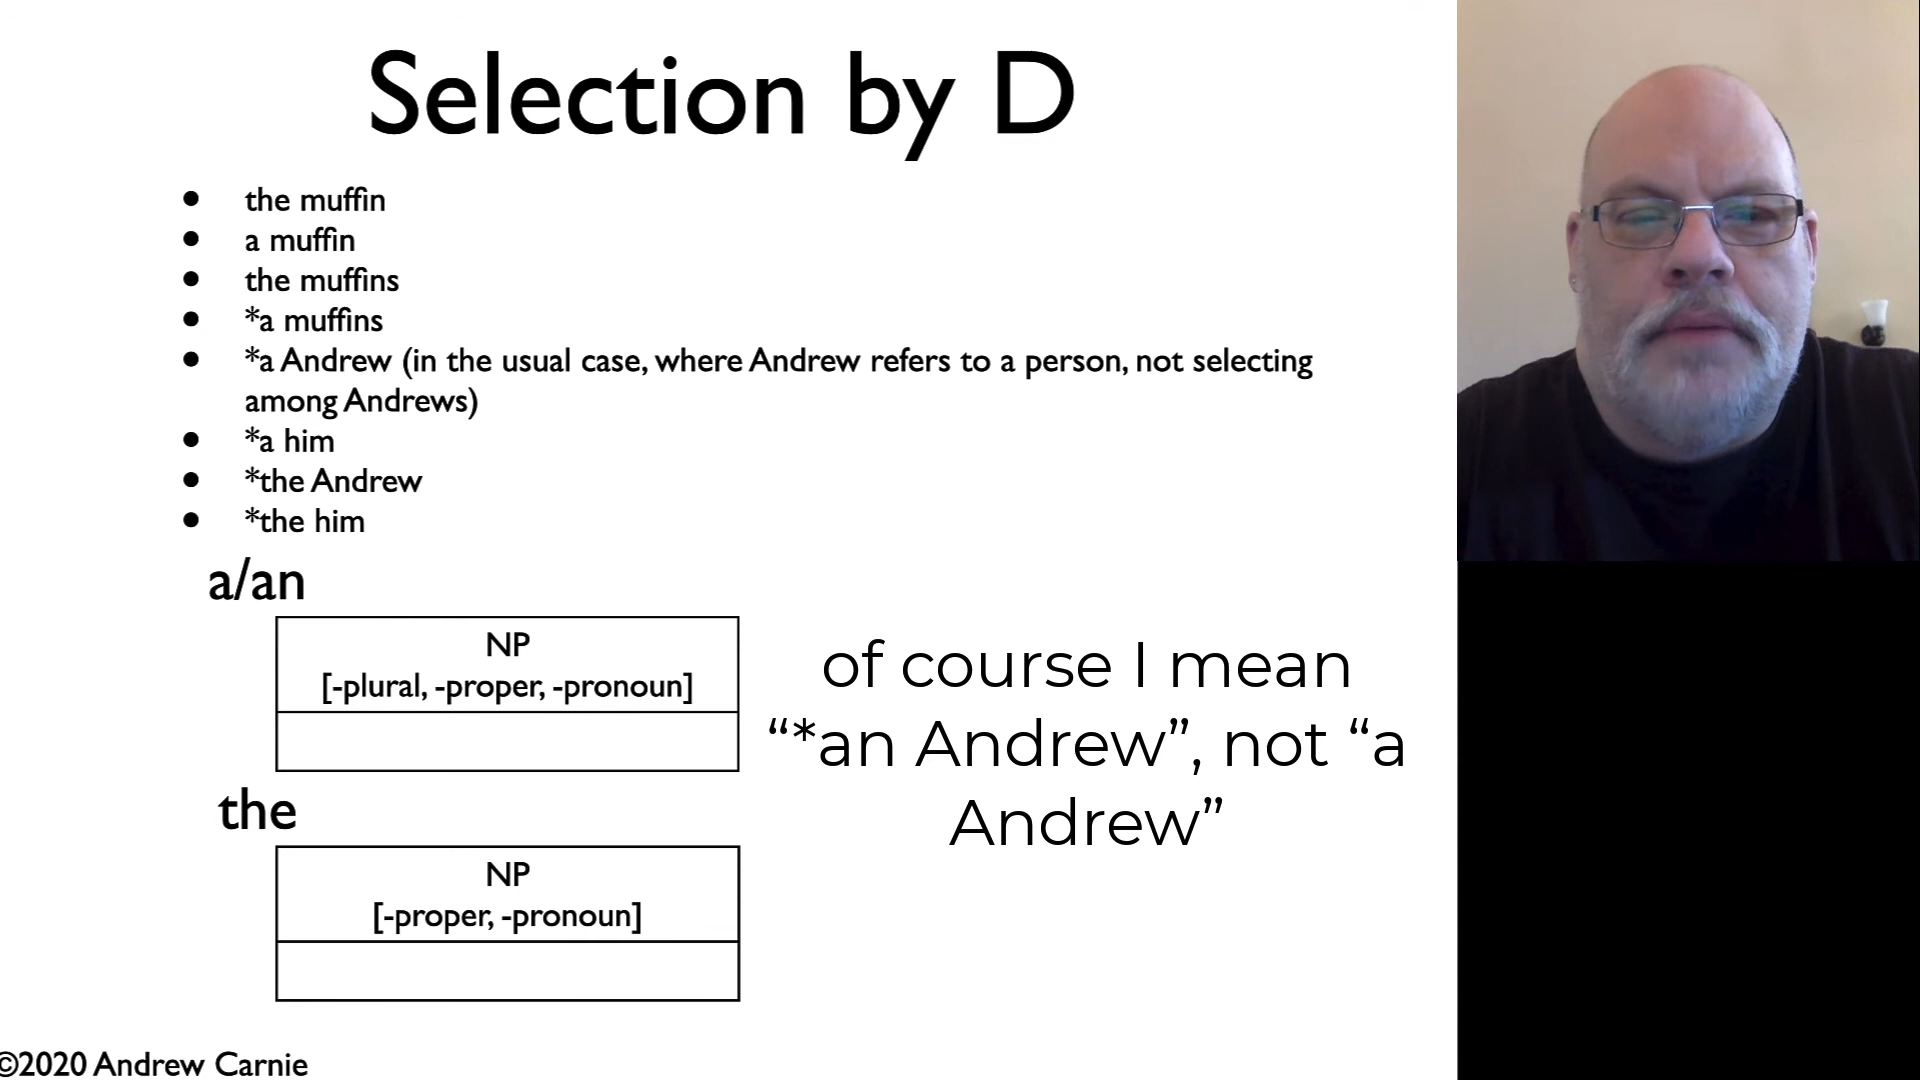 Selection by D
• the muffin
• a muffin
• the muffins
• *a muffins
• *a Andrew (in the usual case, where Andrew refers to a person, not selecting
among Andrews)
• *a him
• *the Andrew
• *the him
a/an
NP
[-plural, -proper, -pronoun]
of course I mean
“*an Andrew”, not “a
Andrew”
the
NP
[-proper, -pronoun]
©2020 Andrew Carnie